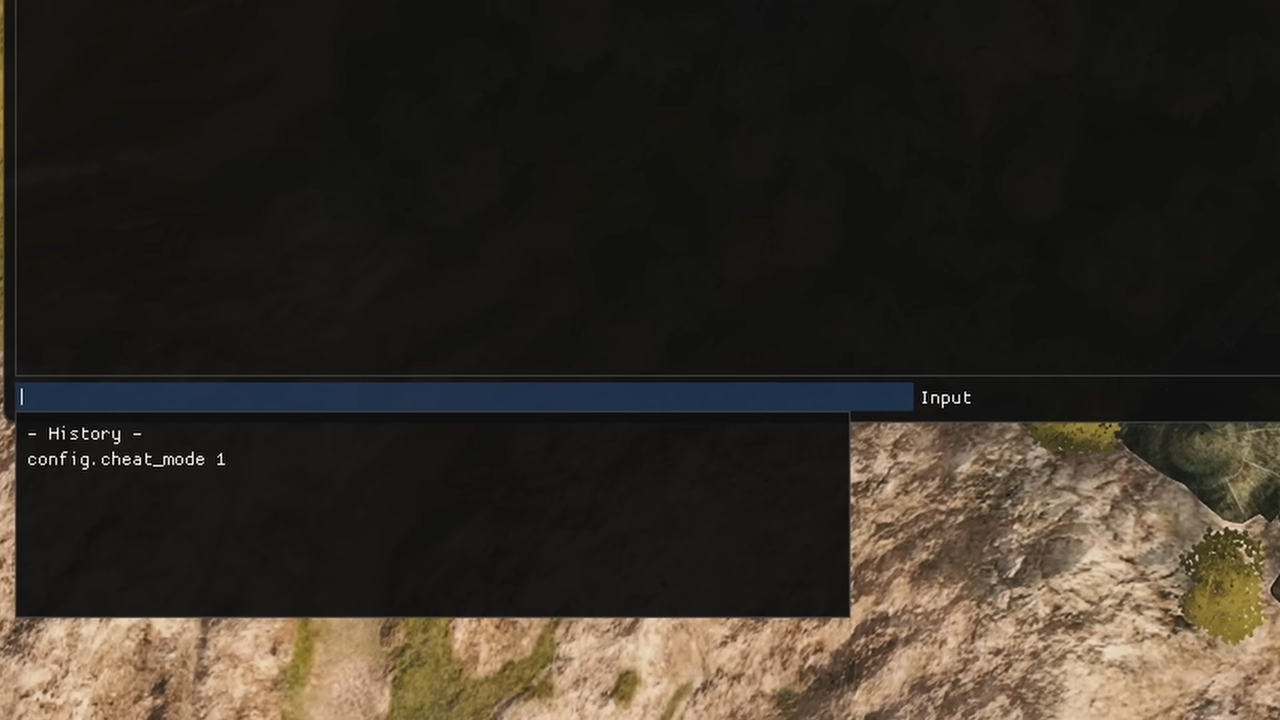 Input
- History -
config.cheat_mode 1